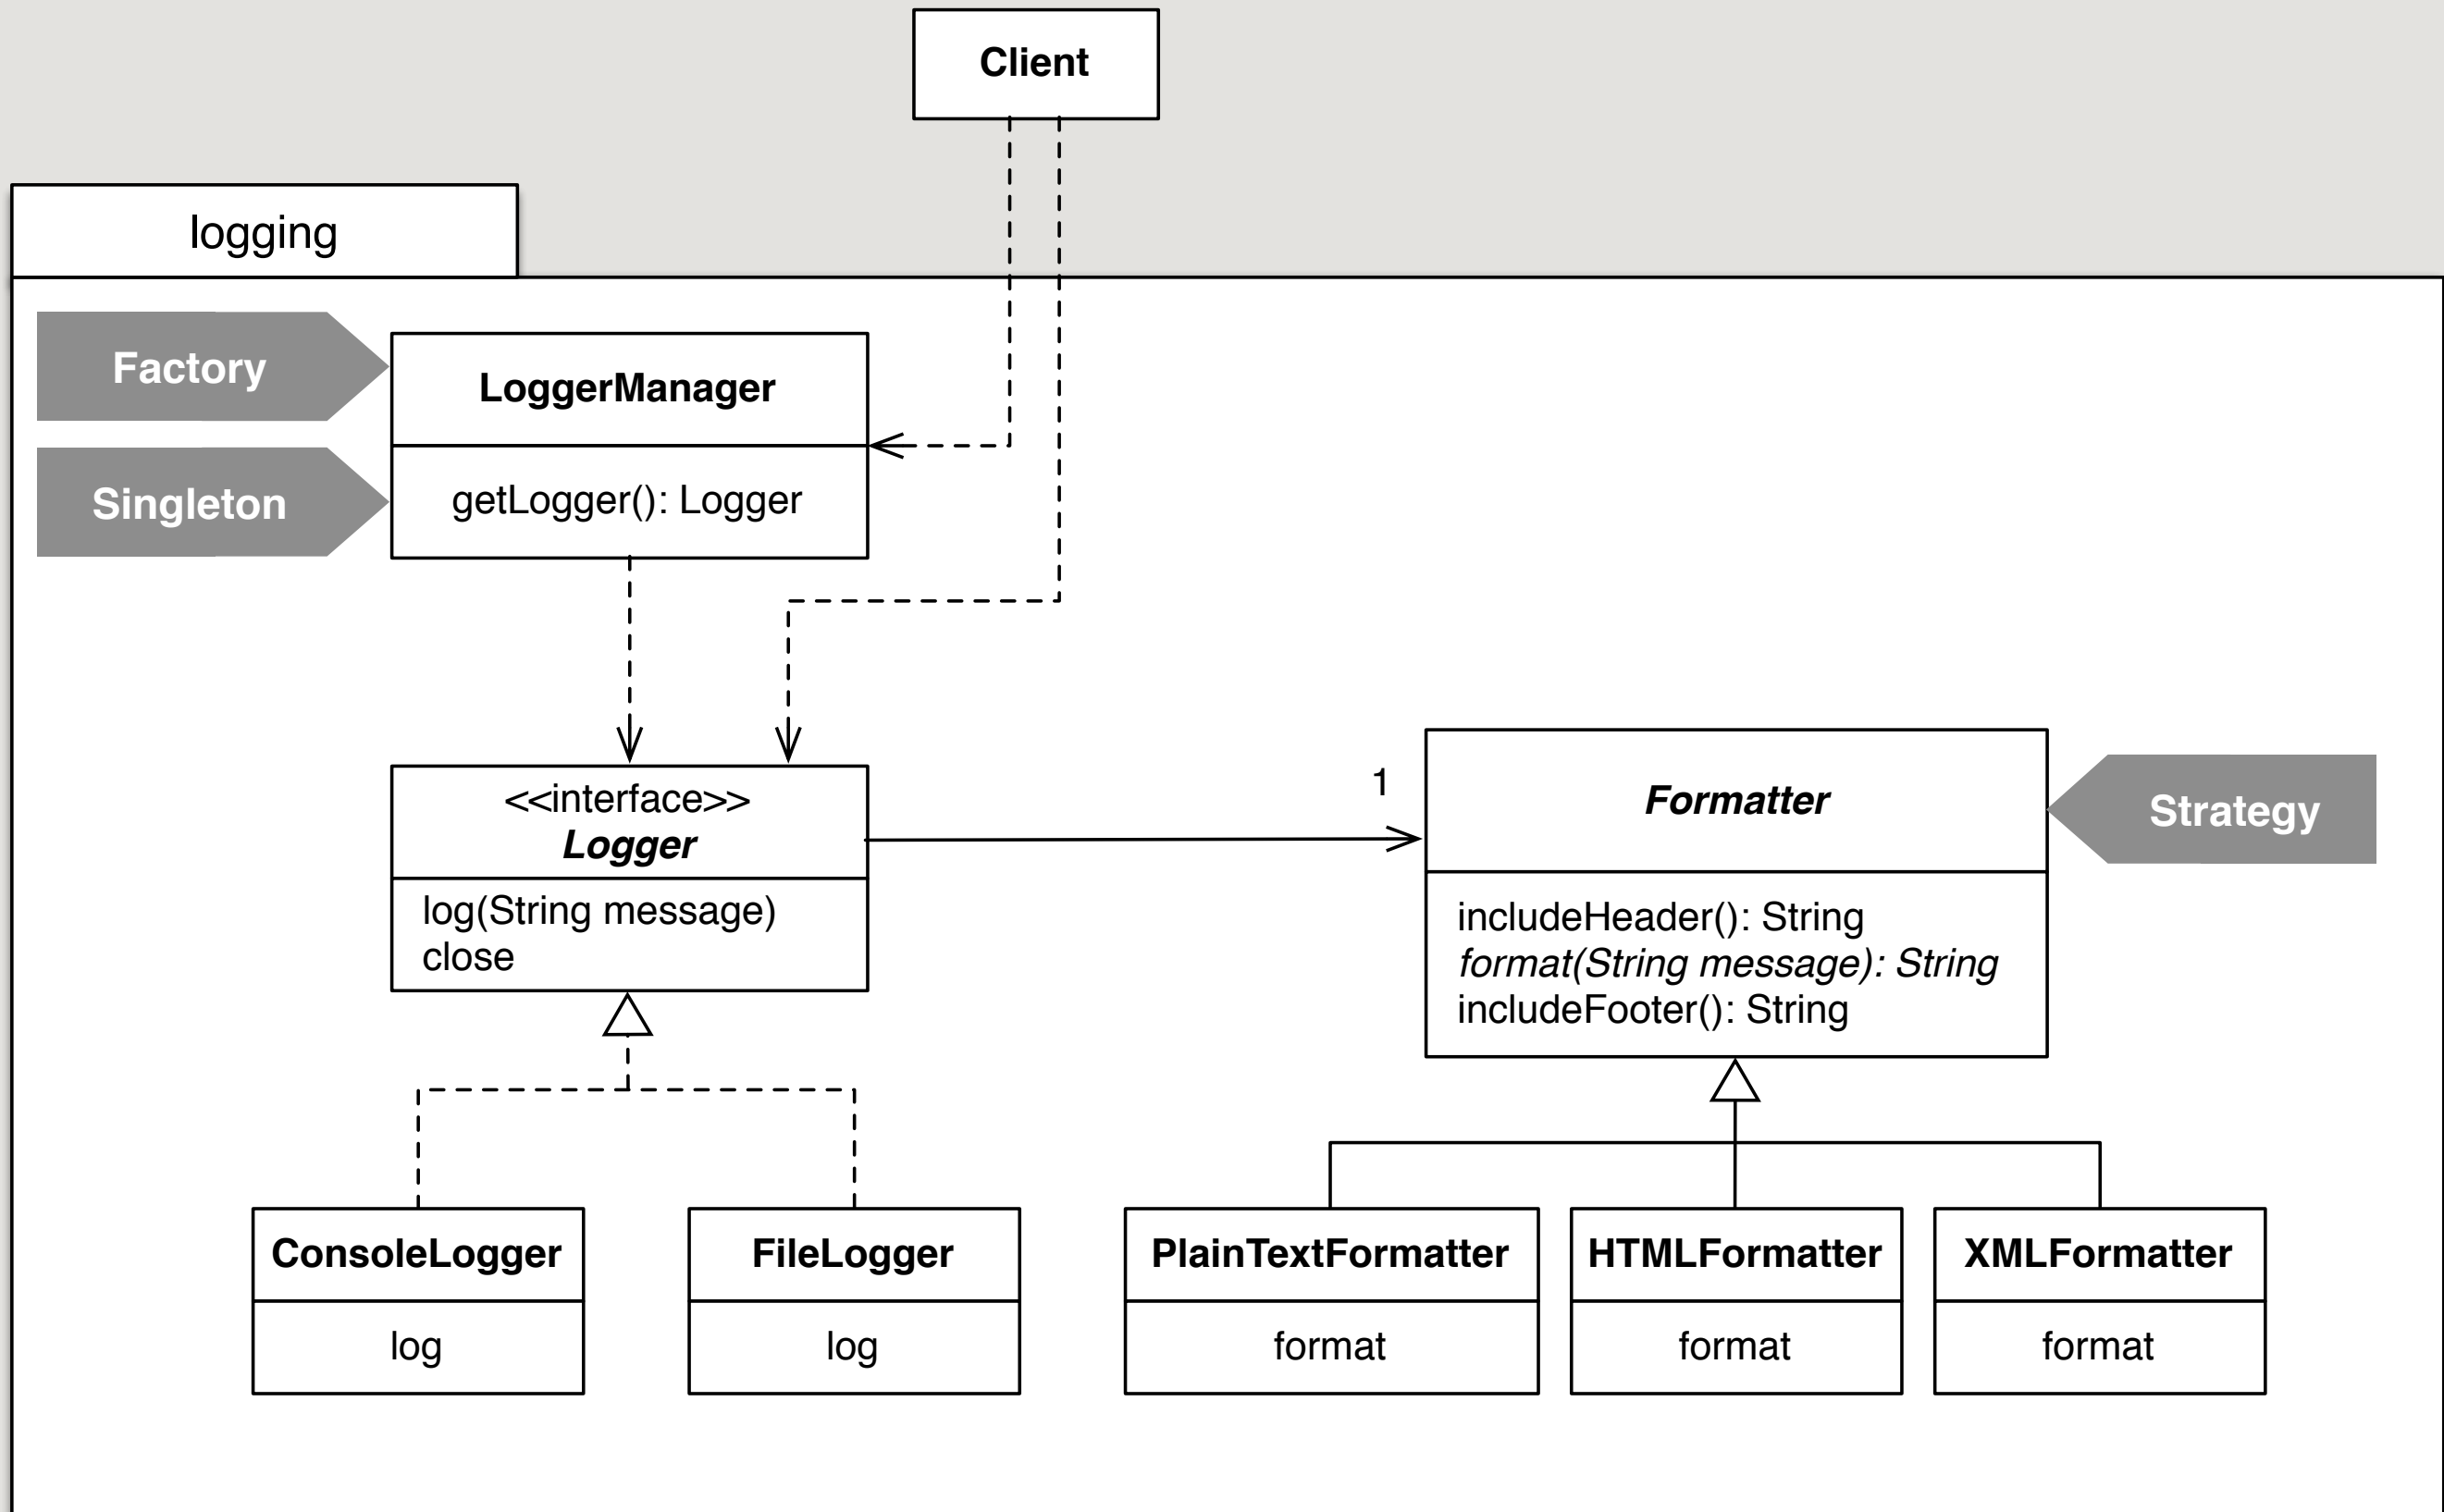 Client
logging
Factory
LoggerManager
Singleton
getLogger(): Logger
<<interface>>
Logger
log(String message)
close
1
Formatter
Strategy
includeHeader(): String
format(String message): String
includeFooter(): String
ConsoleLogger
log
FileLogger
log
PlainTextFormatter
format
HTMLFormatter
format
XMLFormatter
format